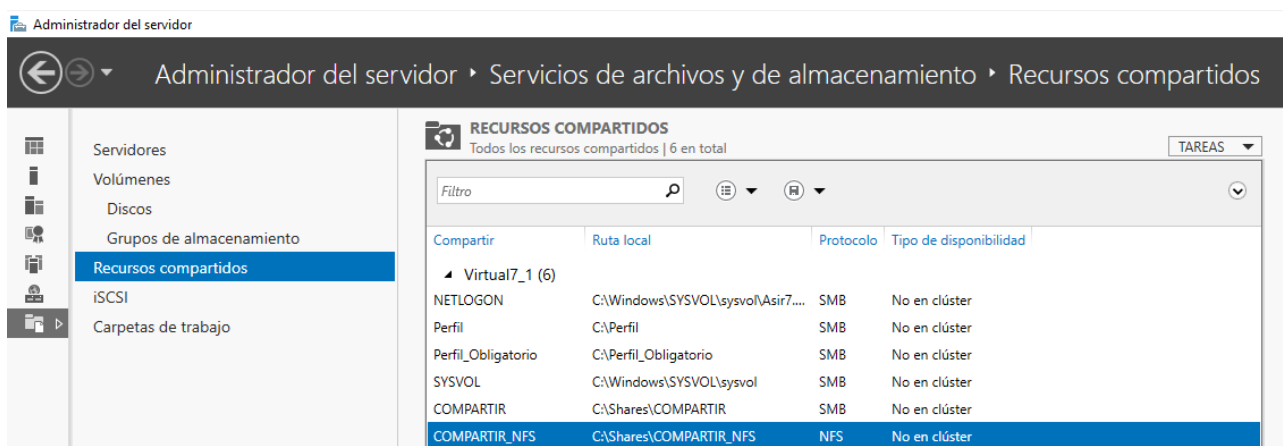 Administrador del servidor
Administrador del servidor ‣ Servicios de archivos y de almacenamiento ‣ Recursos compartidos
Servidores
Volúmenes
Discos
Grupos de almacenamiento
Recursos compartidos
iSCSI
Carpetas de trabajo
RECURSOS COMPARTIDOS
Todos los recursos compartidos | 6 en total
TAREAS
Filtro
Compartir Ruta local Protocolo Tipo de disponibilidad
Virtual7_1 (6)
NETLOGON C:\Windows\SYSVOL\sysvol\Asir7.... SMB No en clúster
Perfil C:\Perfil SMB No en clúster
Perfil_Obligatorio C:\Perfil_Obligatorio SMB No en clúster
SYSVOL C:\Windows\SYSVOL\sysvol SMB No en clúster
COMPARTIR C:\Shares\COMPARTIR SMB No en clúster
COMPARTIR_NFS C:\Shares\COMPARTIR_NFS NFS No en clúster